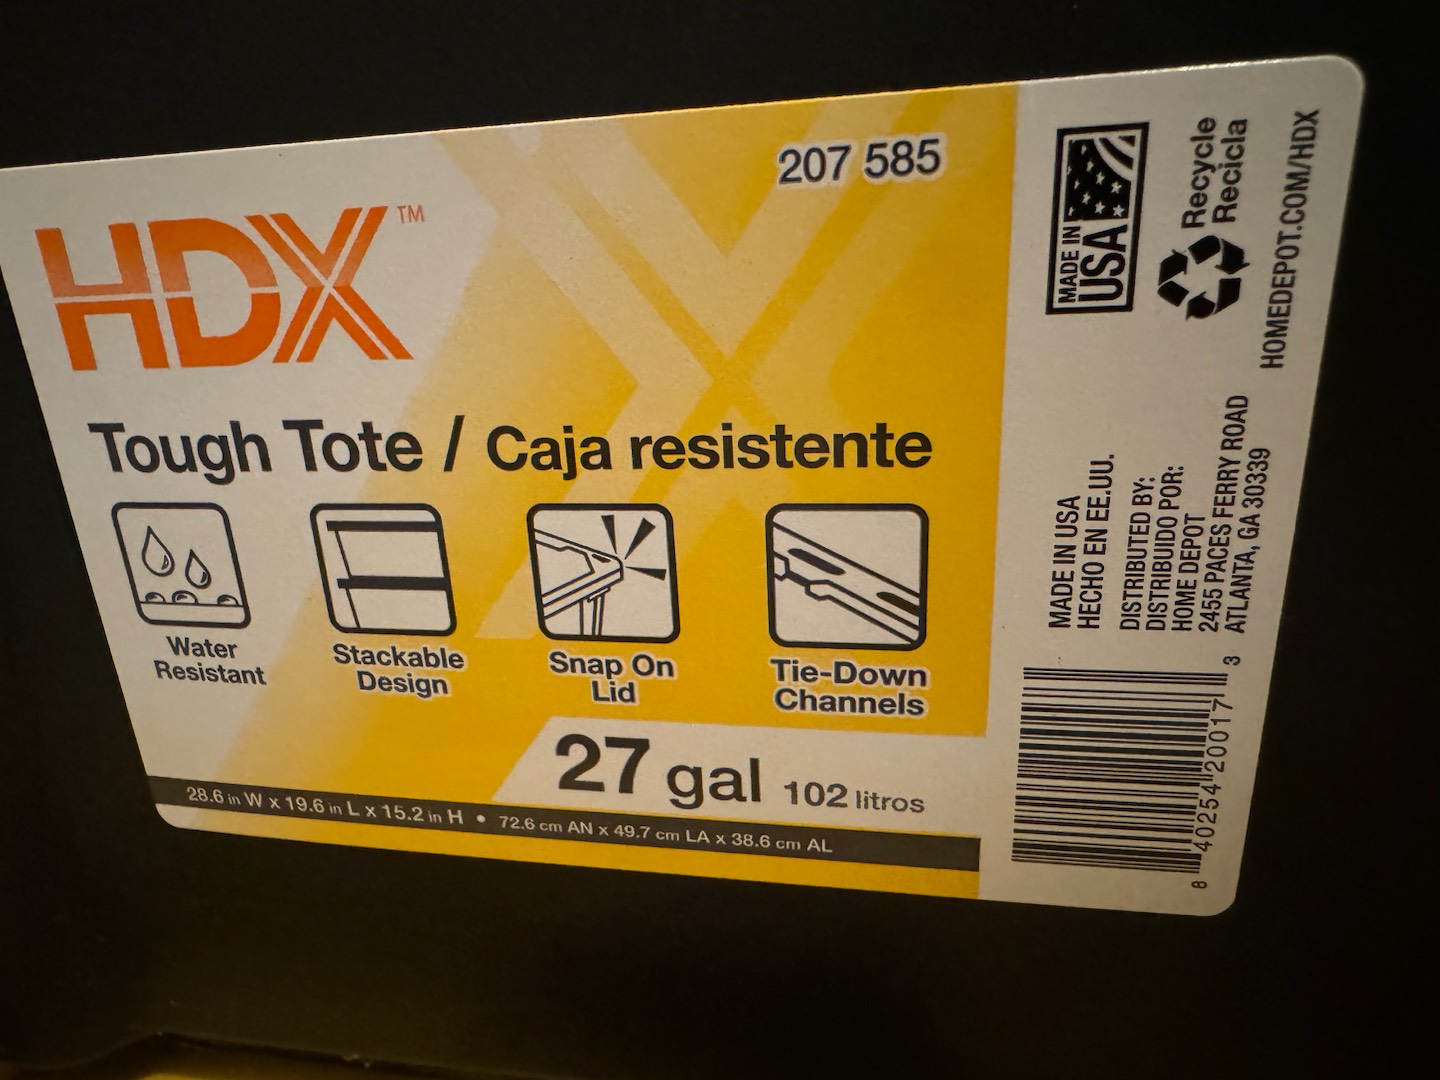 207 585
HDX™
Tough Tote / Caja resistente
Water
Resistant
Stackable
Design
Snap On
Lid
Tie-Down
Channels
27 gal 102 litros
28.6 in W x 19.6 in L x 15.2 in H • 72.6 cm AN x 49.7 cm LA x 38.6 cm AL
MADE IN
USA
Recycle
Recicla
HOMEDEPOT.COM/HDX
MADE IN USA
HECHO EN EE.UU.
DISTRIBUTED BY:
DISTRIBUIDO POR:
HOME DEPOT
2455 PACES FERRY ROAD
ATLANTA, GA 30339
8 40254 20017 3